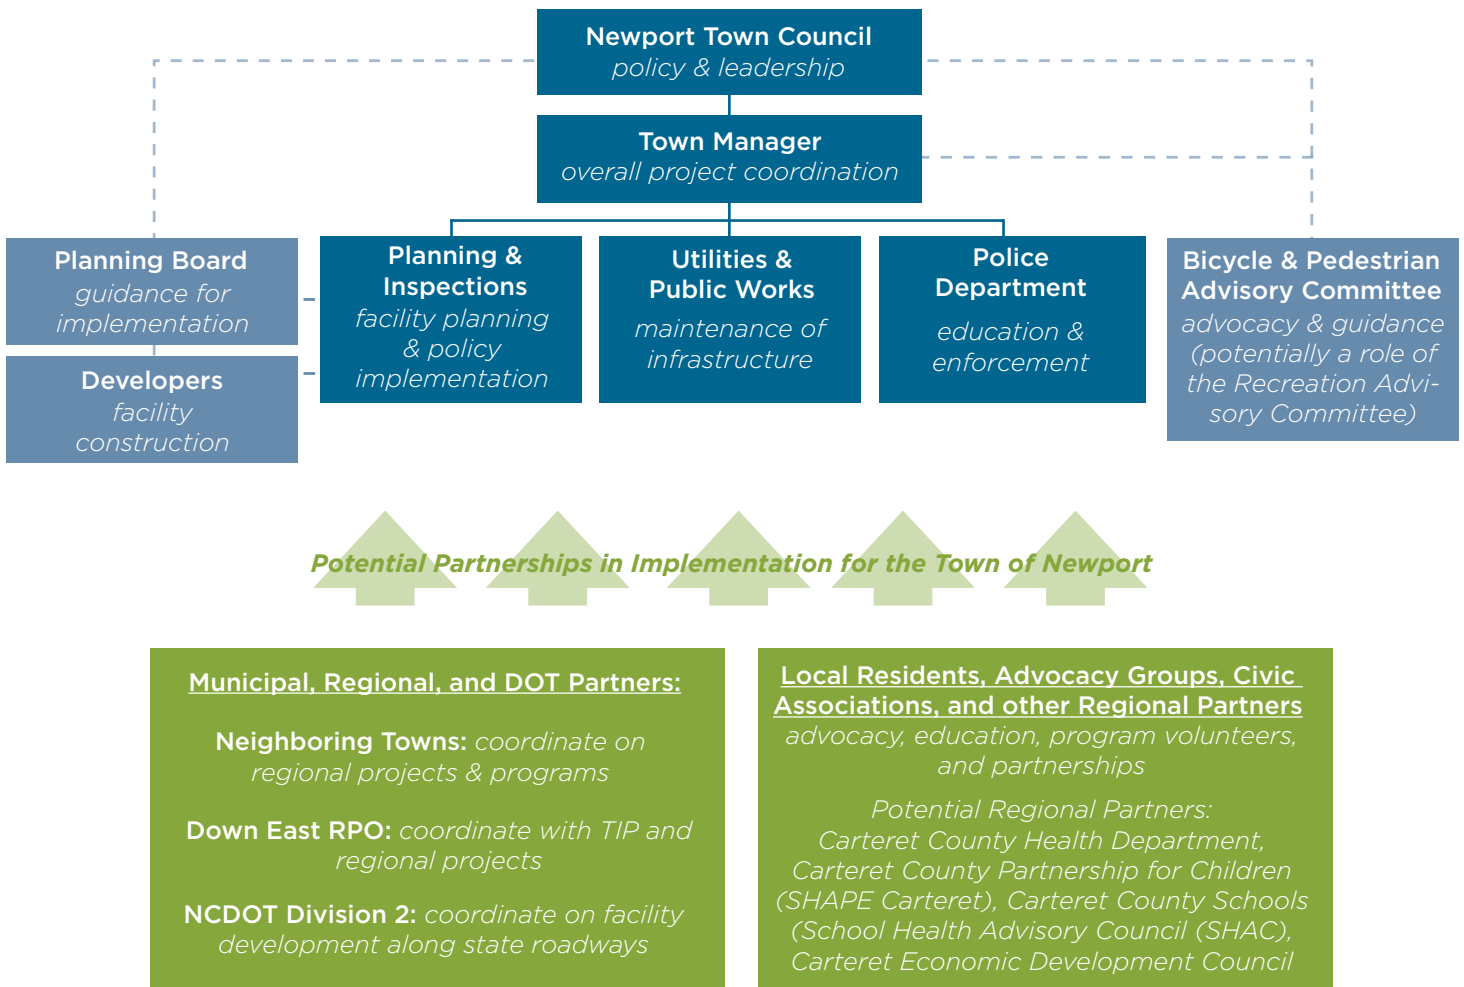 Newport Town Council
policy & leadership
Town Manager
overall project coordination
Planning Board
guidance for
implementation
Developers
facility
construction
Planning &
Inspections
facility planning
& policy
implementation
Utilities &
Public Works
maintenance of
infrastructure
Police
Department
education &
enforcement
Bicycle & Pedestrian
Advisory Committee
advocacy & guidance
(potentially a role of
the Recreation Advi-
sory Committee)
Potential Partnerships in Implementation for the Town of Newport
Municipal, Regional, and DOT Partners:
Neighboring Towns: coordinate on
regional projects & programs
Down East RPO: coordinate with TIP and
regional projects
NCDOT Division 2: coordinate on facility
development along state roadways
Local Residents, Advocacy Groups, Civic
Associations, and other Regional Partners
advocacy, education, program volunteers,
and partnerships
Potential Regional Partners:
Carteret County Health Department,
Carteret County Partnership for Children
(SHAPE Carteret), Carteret County Schools
(School Health Advisory Council (SHAC),
Carteret Economic Development Council